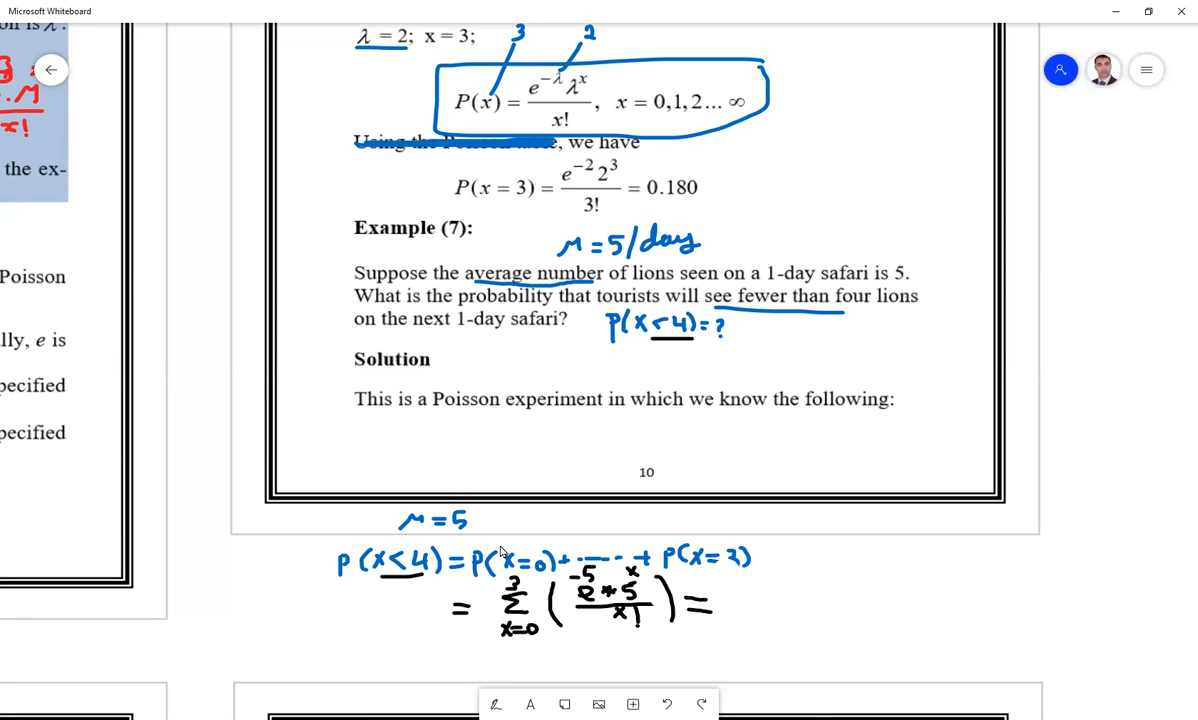 Microsoft Whiteboard
λ = 2; x = 3;
3 2
P(x) = e^{−λ} λ^x / x! , x = 0,1,2... ∞
Using the Poisson mode, we have
P(x = 3) = e^{−2} 2^3 / 3! = 0.180
Example (7):
μ = 5/day
Suppose the average number of lions seen on a 1-day safari is 5.
What is the probability that tourists will see fewer than four lions
on the next 1-day safari? P(x<4)=?
Solution
This is a Poisson experiment in which we know the following:
10
μ = 5
P(x<4) = P(x=0)+ ...... + P(x=3)
= Σ_{x=0}^{3} ( e^{-5} * 5^x / x! ) =
. μ
x!
the ex-
Poisson
lly, e is
pecified
pecified